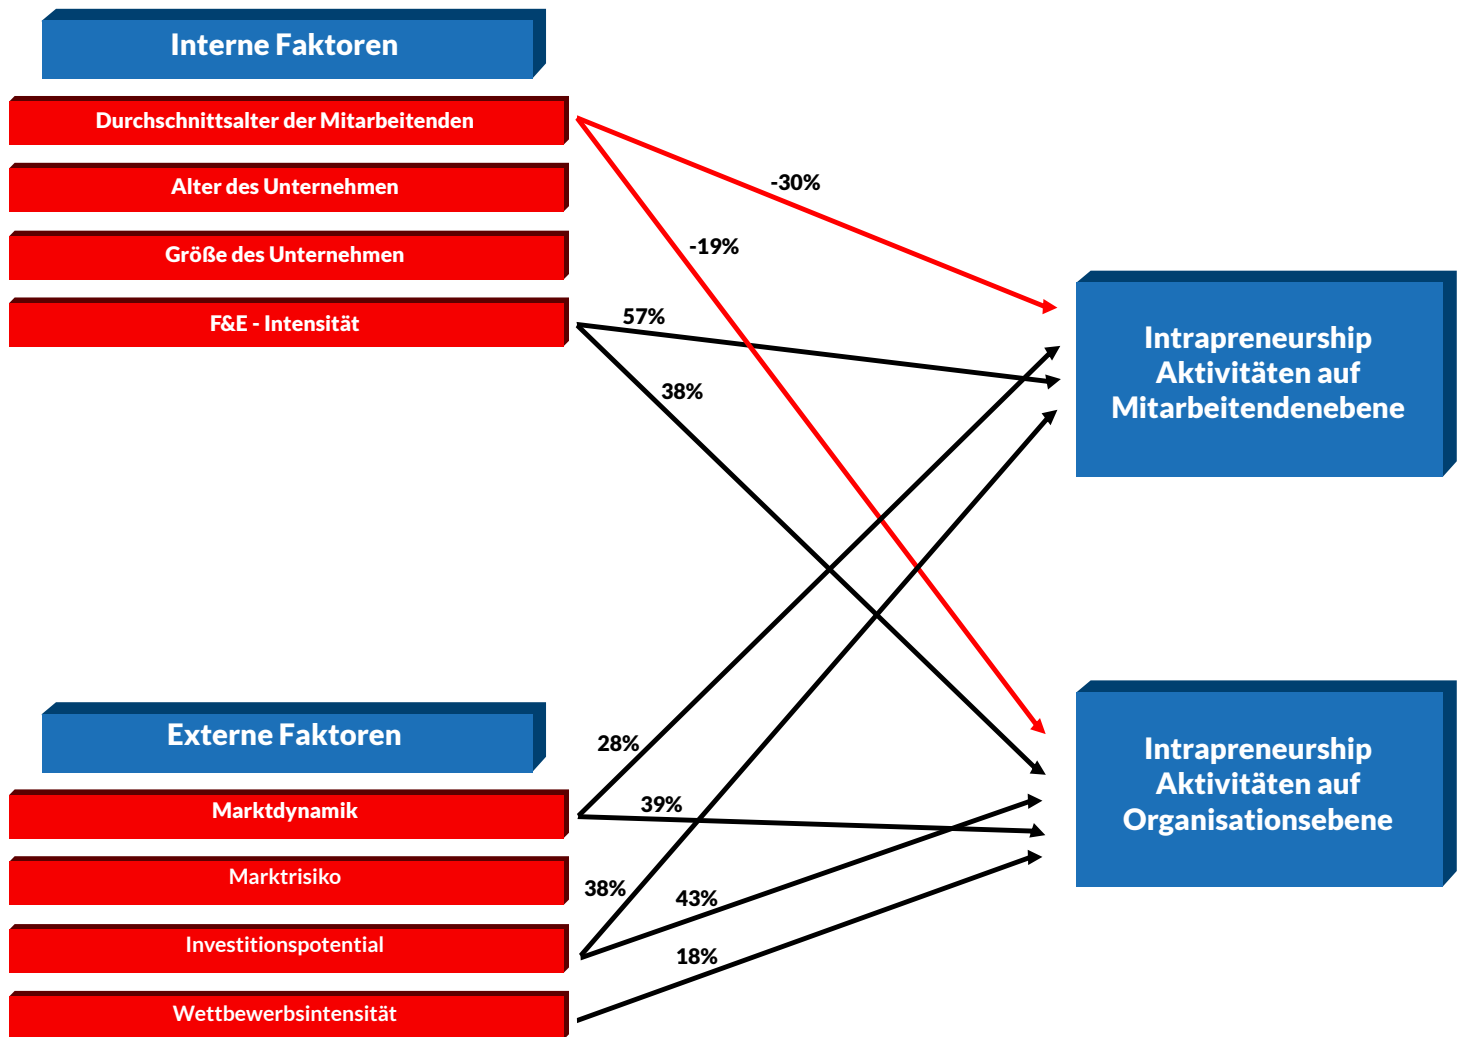 Interne Faktoren
Durchschnittsalter der Mitarbeitenden
Alter des Unternehmen
Größe des Unternehmen
F&E - Intensität
-30%
-19%
57%
38%
Intrapreneurship
Aktivitäten auf
Mitarbeitendenebene
Externe Faktoren
Marktdynamik
Marktrisiko
Investitionspotential
Wettbewerbsintensität
28%
39%
38%
43%
18%
Intrapreneurship
Aktivitäten auf
Organisationsebene